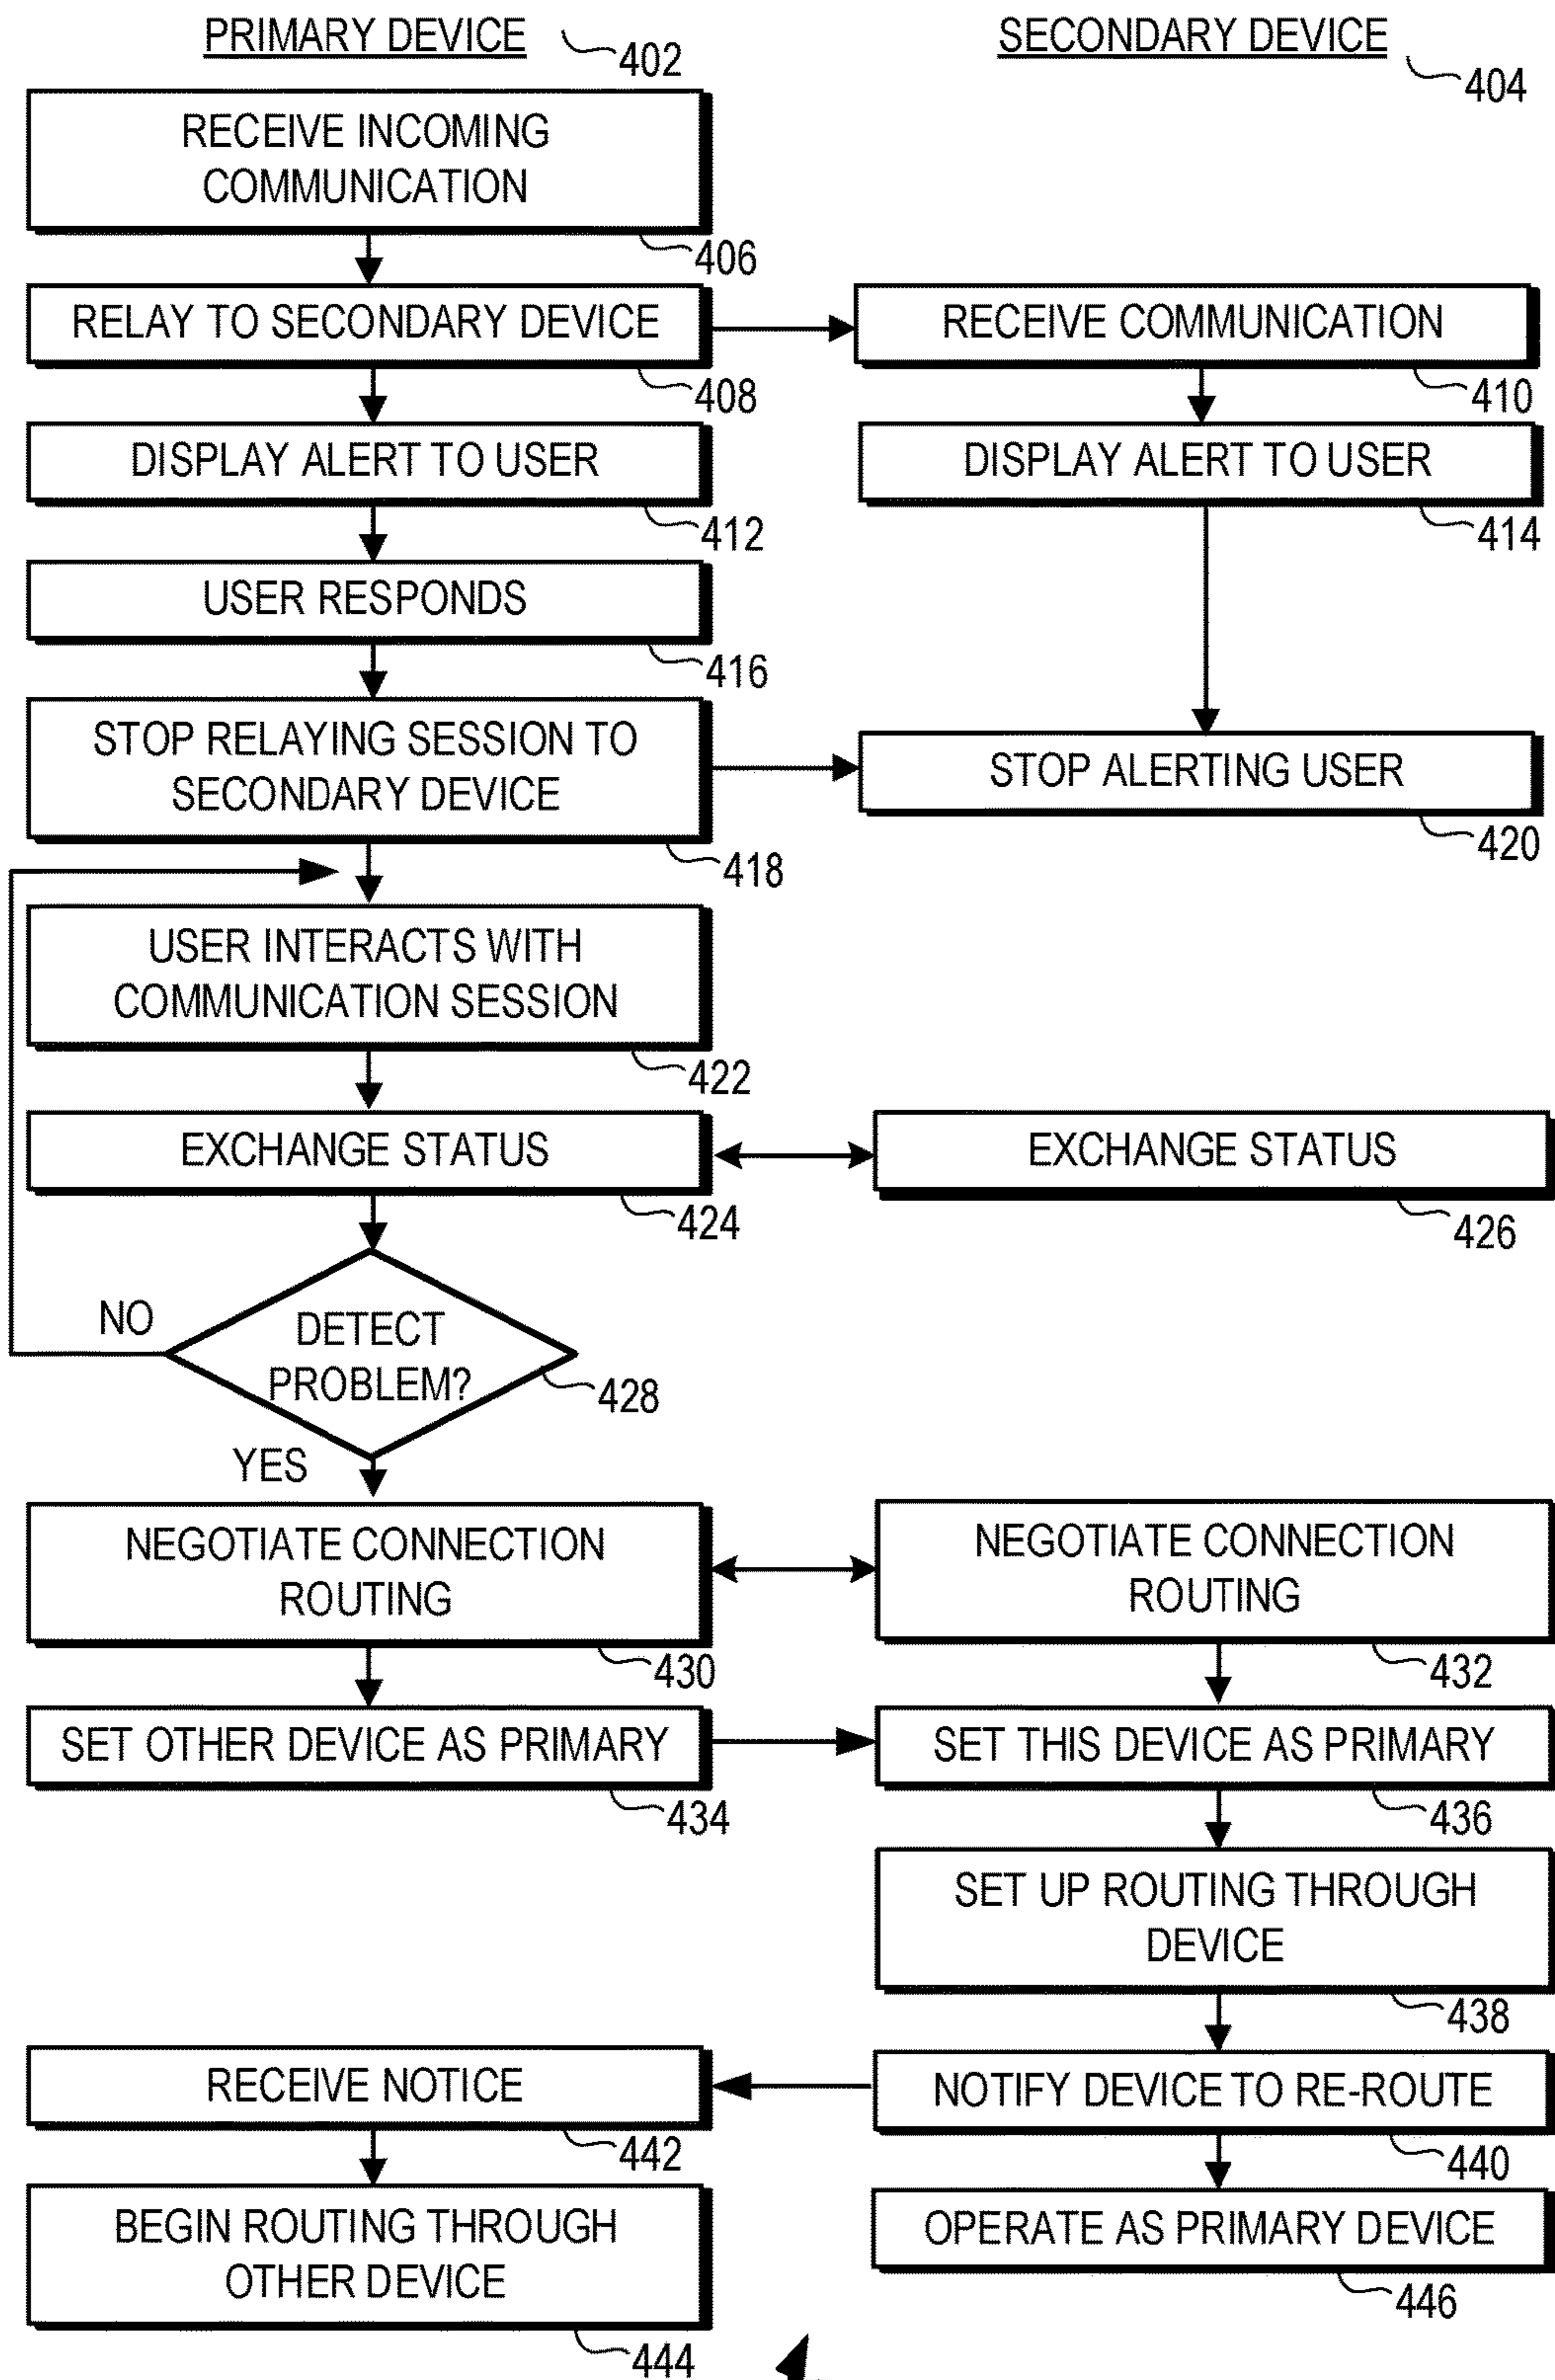 PRIMARY DEVICE
402
SECONDARY DEVICE
404
RECEIVE INCOMING
COMMUNICATION
406
RELAY TO SECONDARY DEVICE
408
RECEIVE COMMUNICATION
410
DISPLAY ALERT TO USER
412
DISPLAY ALERT TO USER
414
USER RESPONDS
416
STOP RELAYING SESSION TO
SECONDARY DEVICE
418
STOP ALERTING USER
420
USER INTERACTS WITH
COMMUNICATION SESSION
422
EXCHANGE STATUS
424
EXCHANGE STATUS
426
NO
DETECT
PROBLEM?
428
YES
NEGOTIATE CONNECTION
ROUTING
430
NEGOTIATE CONNECTION
ROUTING
432
SET OTHER DEVICE AS PRIMARY
434
SET THIS DEVICE AS PRIMARY
436
SET UP ROUTING THROUGH
DEVICE
438
RECEIVE NOTICE
442
NOTIFY DEVICE TO RE-ROUTE
440
BEGIN ROUTING THROUGH
OTHER DEVICE
444
OPERATE AS PRIMARY DEVICE
446